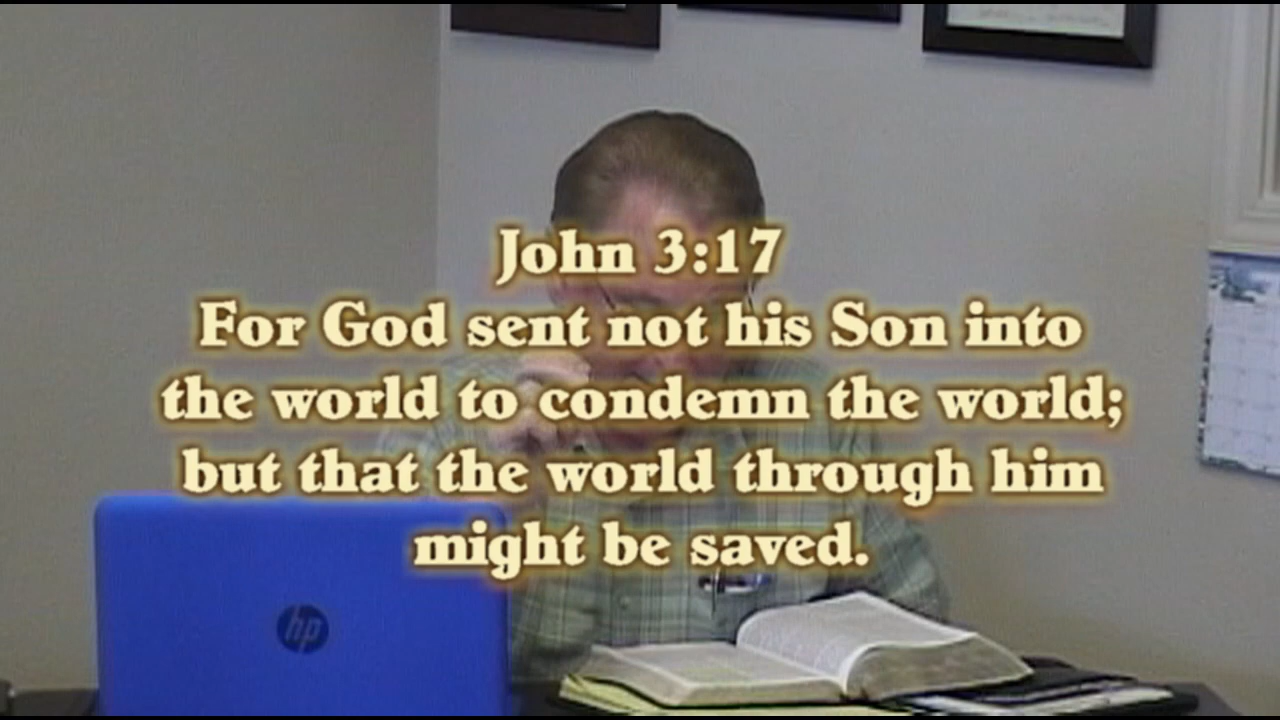 John 3:17
For God sent not his Son into
the world to condemn the world;
but that the world through him
might be saved.
hp